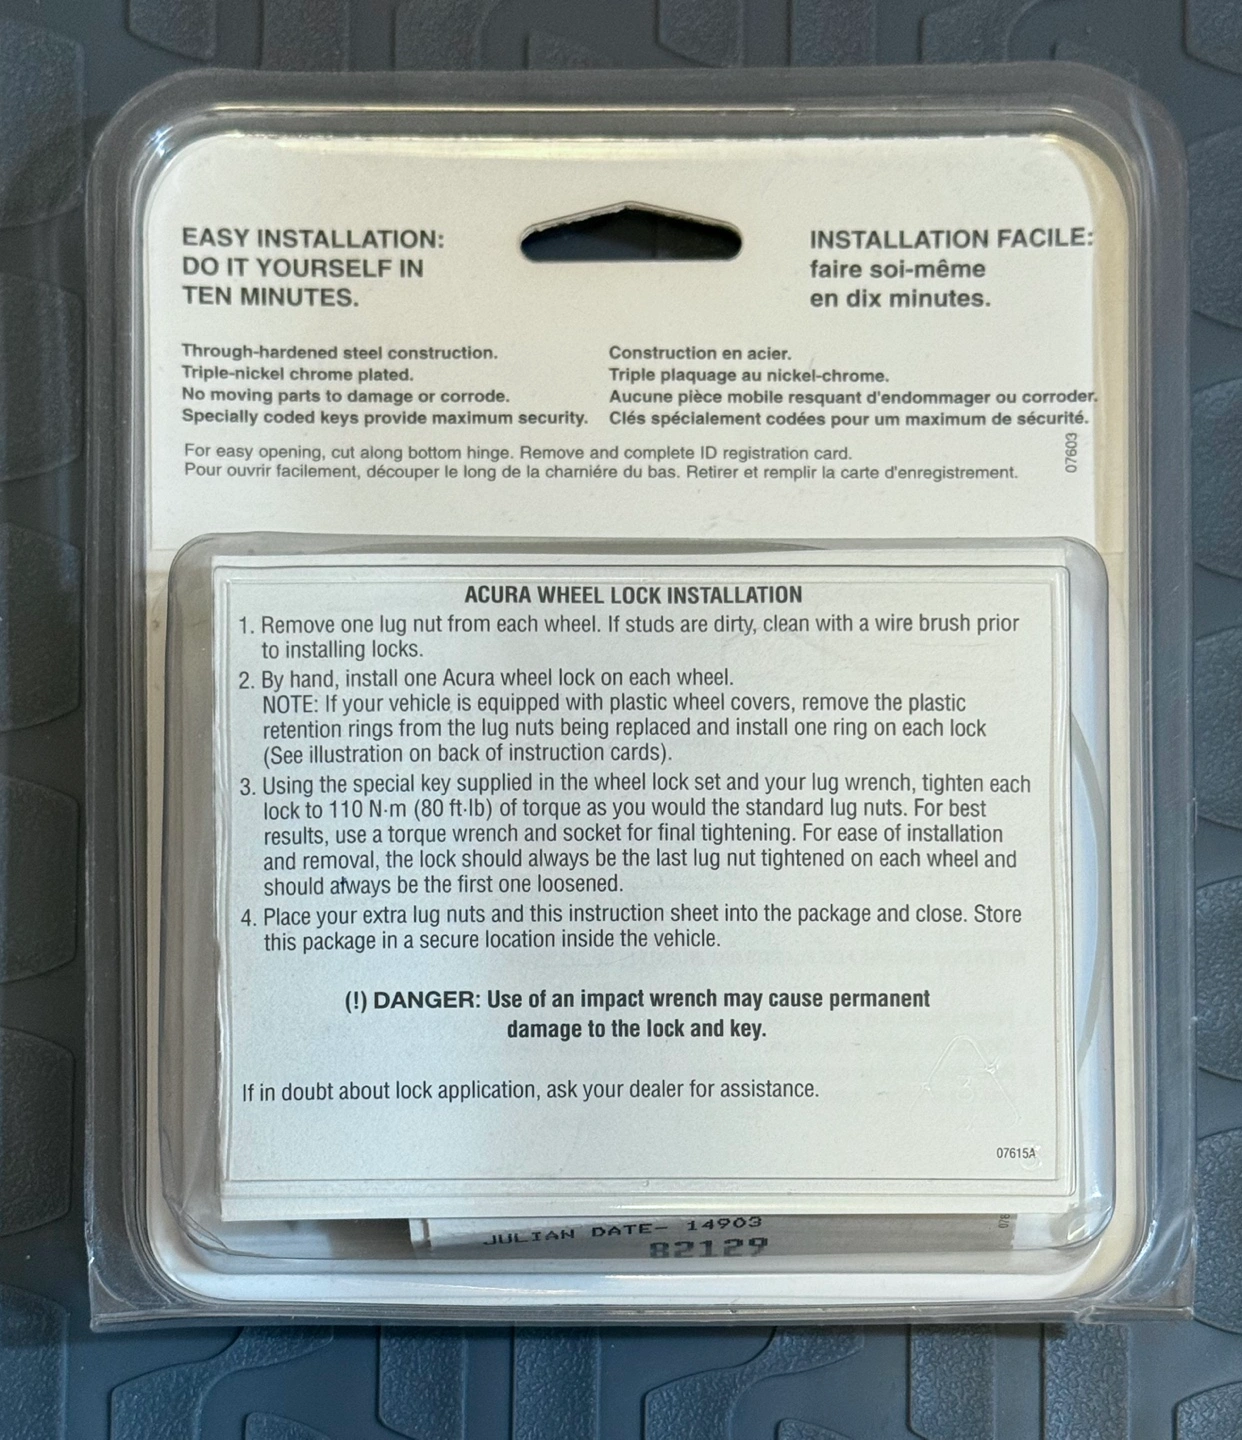 EASY INSTALLATION:
DO IT YOURSELF IN
TEN MINUTES.
INSTALLATION FACILE:
faire soi-même
en dix minutes.
Through-hardened steel construction.
Triple-nickel chrome plated.
No moving parts to damage or corrode.
Specially coded keys provide maximum security.
Construction en acier.
Triple plaquage au nickel-chrome.
Aucune pièce mobile resquant d'endommager ou corroder.
Clés spécialement codées pour um maximum de sécurité.
For easy opening, cut along bottom hinge. Remove and complete ID registration card.
Pour ouvrir facilement, découper le long de la charniére du bas. Retirer et remplir la carte d'enregistrement.
07603
ACURA WHEEL LOCK INSTALLATION
1. Remove one lug nut from each wheel. If studs are dirty, clean with a wire brush prior
to installing locks.
2. By hand, install one Acura wheel lock on each wheel.
NOTE: If your vehicle is equipped with plastic wheel covers, remove the plastic
retention rings from the lug nuts being replaced and install one ring on each lock
(See illustration on back of instruction cards).
3. Using the special key supplied in the wheel lock set and your lug wrench, tighten each
lock to 110 N·m (80 ft·lb) of torque as you would the standard lug nuts. For best
results, use a torque wrench and socket for final tightening. For ease of installation
and removal, the lock should always be the last lug nut tightened on each wheel and
should always be the first one loosened.
4. Place your extra lug nuts and this instruction sheet into the package and close. Store
this package in a secure location inside the vehicle.
(!) DANGER: Use of an impact wrench may cause permanent
damage to the lock and key.
If in doubt about lock application, ask your dealer for assistance.
07615A
JULIAN DATE- 14903
82129